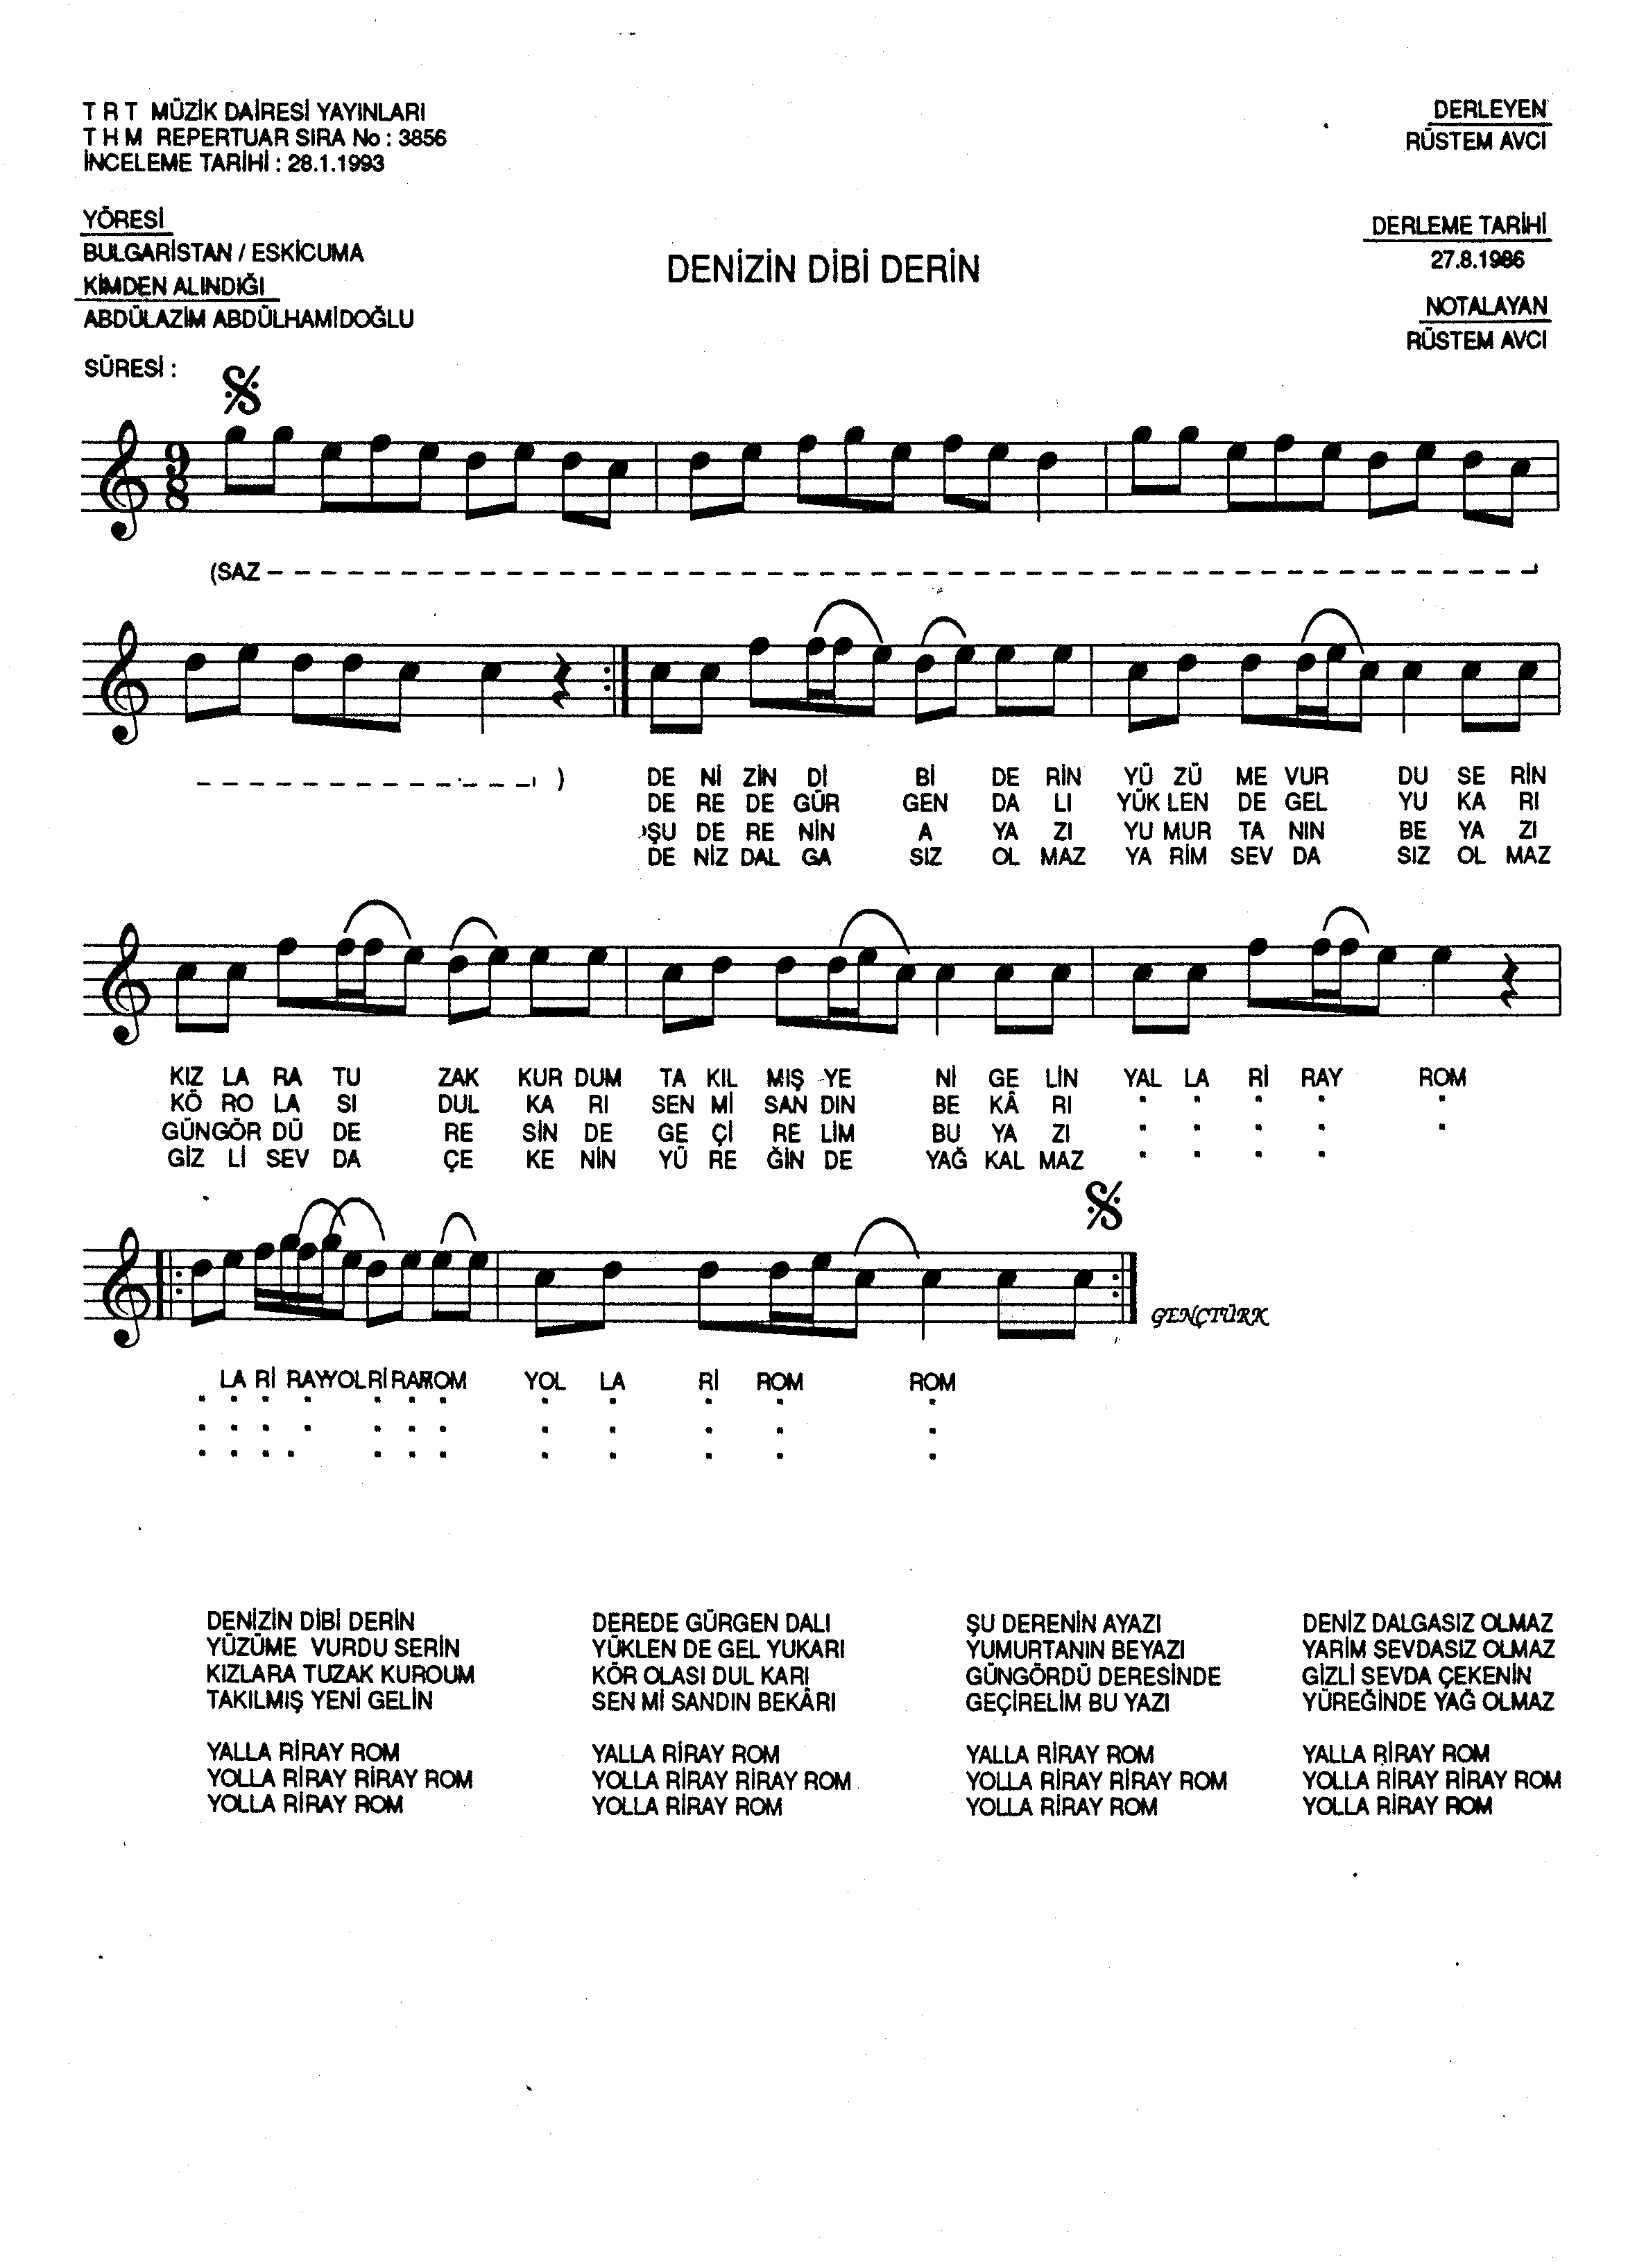 T R T MÜZİK DAİRESİ YAYINLARI
T H M REPERTUAR SIRA No : 3856
İNCELEME TARİHİ : 28.1.1993
DERLEYEN
RÜSTEM AVCI
YÖRESİ
BULGARİSTAN / ESKİCUMA
KİMDEN ALINDIĞI
ABDÜLAZİM ABDÜLHAMİDOĞLU
SÜRESİ :
DENİZİN DİBİ DERİN
DERLEME TARİHİ
27.8.1986
NOTALAYAN
RÜSTEM AVCI
9
8
(SAZ
)
DE Nİ ZİN Dİ Bİ DE RİN YÜ ZÜ ME VUR DU SE RİN
DE RE DE GÜR GEN DA LI YÜK LEN DE GEL YU KA RI
ŞU DE RE NİN A YA ZI YU MUR TA NIN BE YA ZI
DE NİZ DAL GA SIZ OL MAZ YA RİM SEV DA SIZ OL MAZ
KIZ LA RA TU ZAK KUR DUM TA KIL MIŞ YE Nİ GE LİN YAL LA Rİ RAY ROM
KÖ RO LA SI DUL KA RI SEN Mİ SAN DIN BE KÂ RI
GÜNGÖR DÜ DE RE SİN DE GE Çİ RE LİM BU YA ZI
GİZ Lİ SEV DA ÇE KE NİN YÜ RE ĞİN DE YAĞ KAL MAZ
GENÇTÜRK
LA Rİ RAY YOL Rİ RAY ROM YOL LA Rİ ROM ROM
DENİZİN DİBİ DERİN
YÜZÜME VURDU SERİN
KIZLARA TUZAK KUROUM
TAKILMIŞ YENİ GELİN
YALLA RİRAY ROM
YOLLA RİRAY RİRAY ROM
YOLLA RİRAY ROM
DEREDE GÜRGEN DALI
YÜKLEN DE GEL YUKARI
KÖR OLASI DUL KARI
SEN Mİ SANDIN BEKÂRI
YALLA RİRAY ROM
YOLLA RİRAY RİRAY ROM
YOLLA RİRAY ROM
ŞU DERENİN AYAZI
YUMURTANIN BEYAZI
GÜNGÖRDÜ DERESİNDE
GEÇİRELİM BU YAZI
YALLA RİRAY ROM
YOLLA RİRAY RİRAY ROM
YOLLA RİRAY ROM
DENİZ DALGASIZ OLMAZ
YARİM SEVDASIZ OLMAZ
GİZLİ SEVDA ÇEKENİN
YÜREĞİNDE YAĞ OLMAZ
YALLA RİRAY ROM
YOLLA RİRAY RİRAY ROM
YOLLA RİRAY ROM